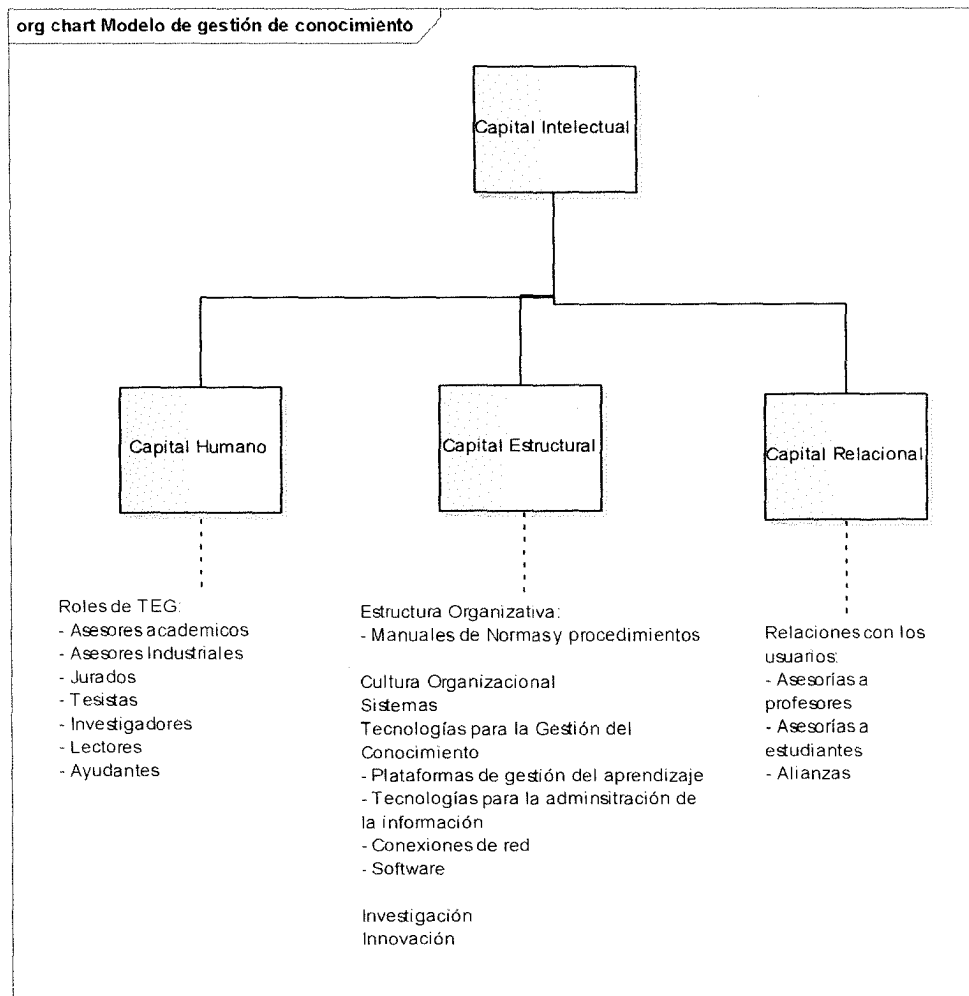 org chart Modelo de gestión de conocimiento
Capital Intelectual
Capital Humano
Capital Estructural
Capital Relacional
Roles de TEG:
- Asesores academicos
- Asesores Industriales
- Jurados
- Tesistas
- Investigadores
- Lectores
- Ayudantes
Estructura Organizativa:
- Manuales de Normas y procedimientos
Cultura Organizacional
Sistemas
Tecnologías para la Gestión del
Conocimiento
- Plataformas de gestión del aprendizaje
- Tecnologías para la adminsitración de
la información
- Conexiones de red
- Software
Investigación
Innovación
Relaciones con los
usuarios:
- Asesorías a
profesores
- Asesorías a
estudiantes
- Alianzas